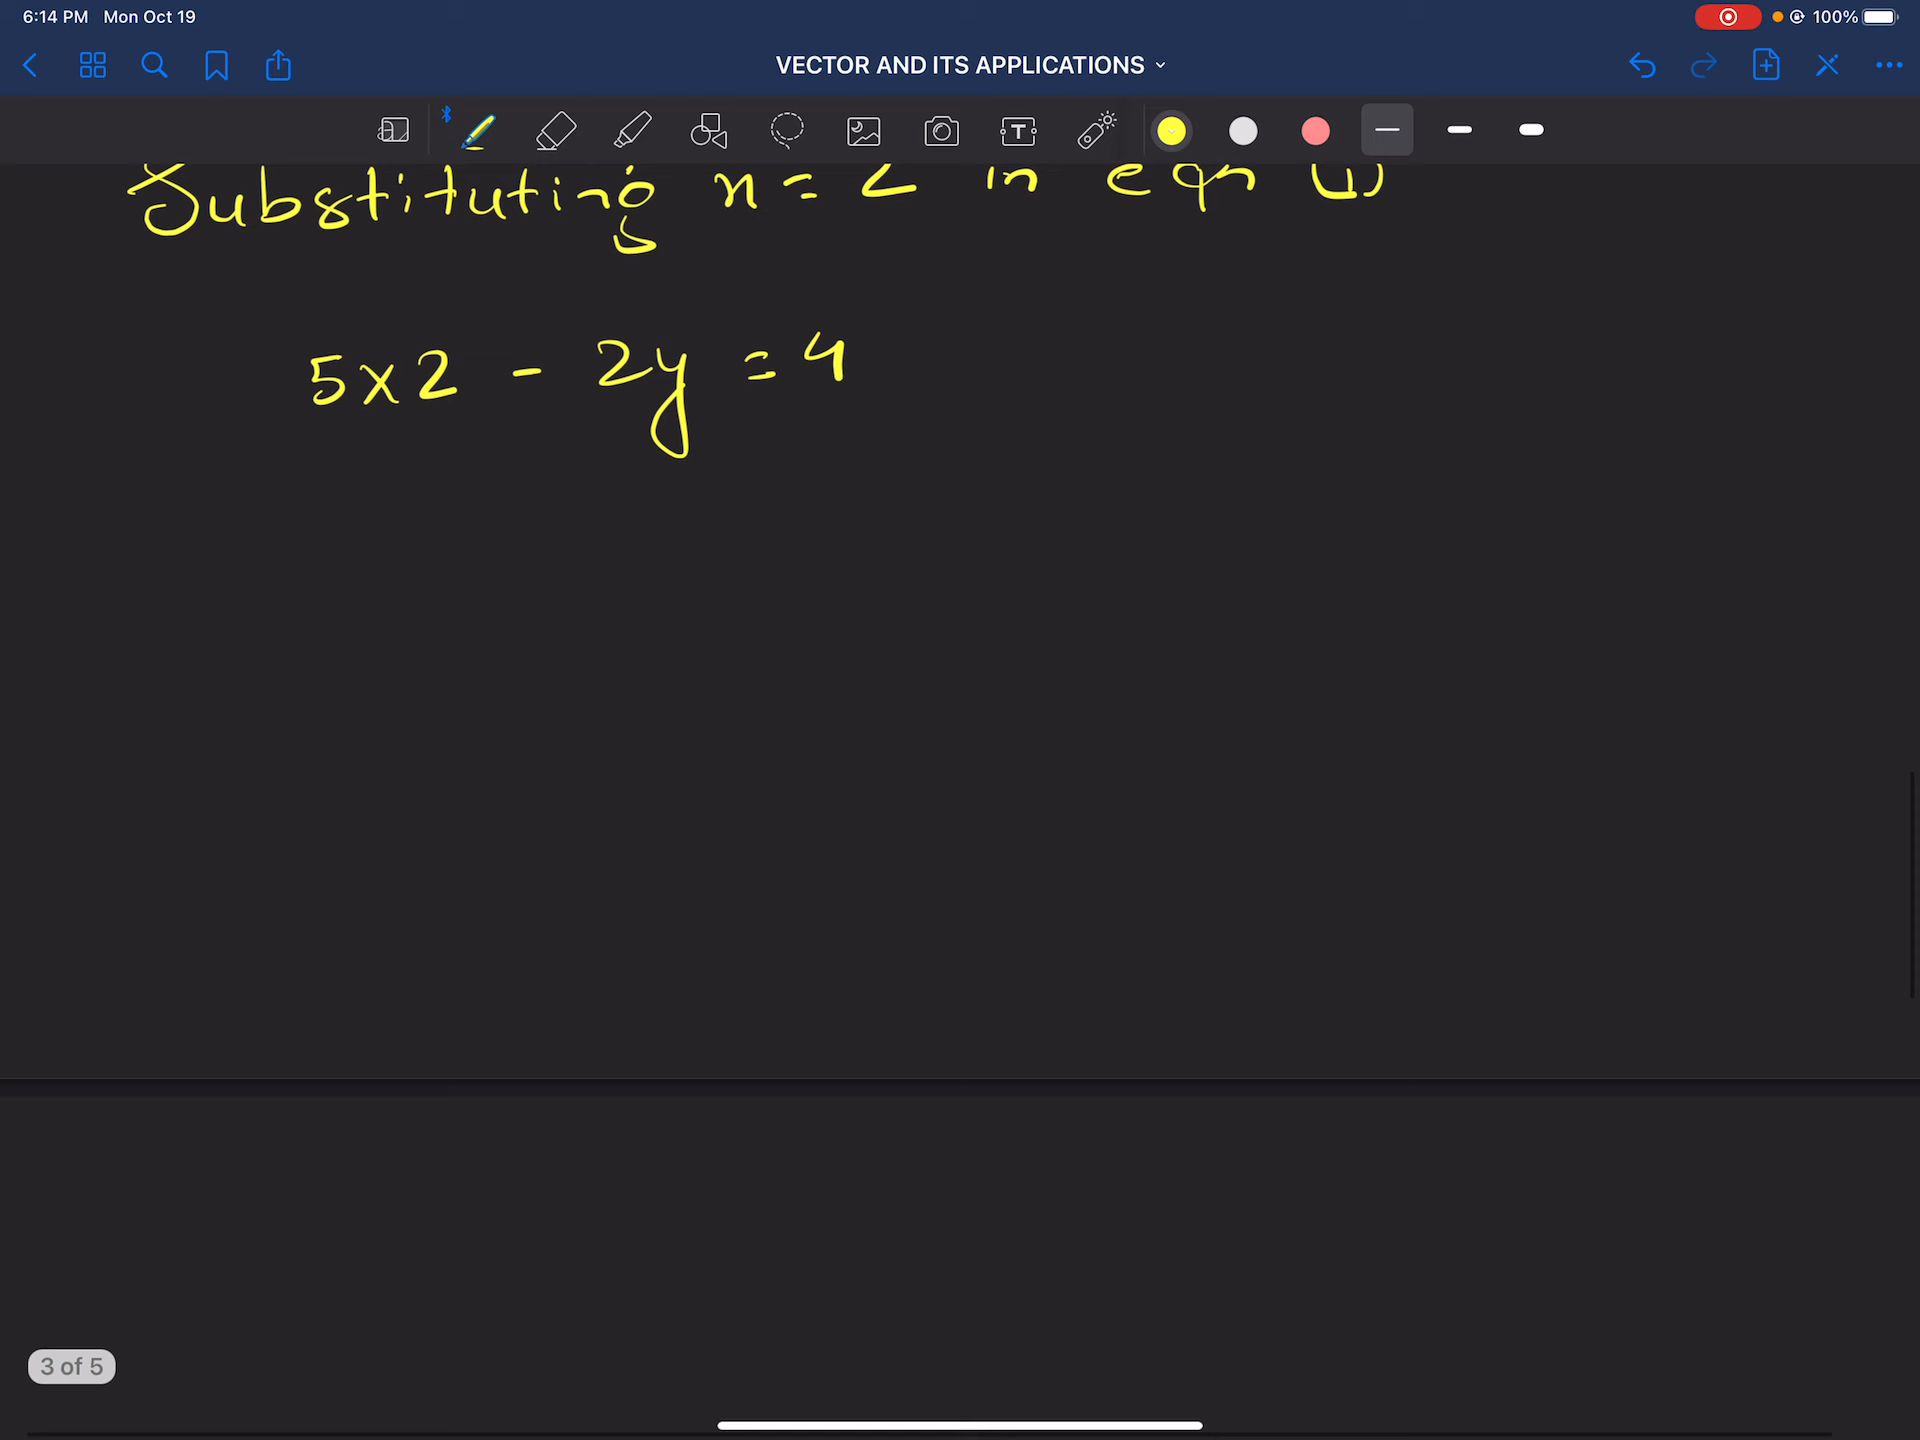 6:14 PM Mon Oct 19
100%
VECTOR AND ITS APPLICATIONS
T
Substituting x = 2 in eqn (1)
5x2 - 2y = 4
3 of 5